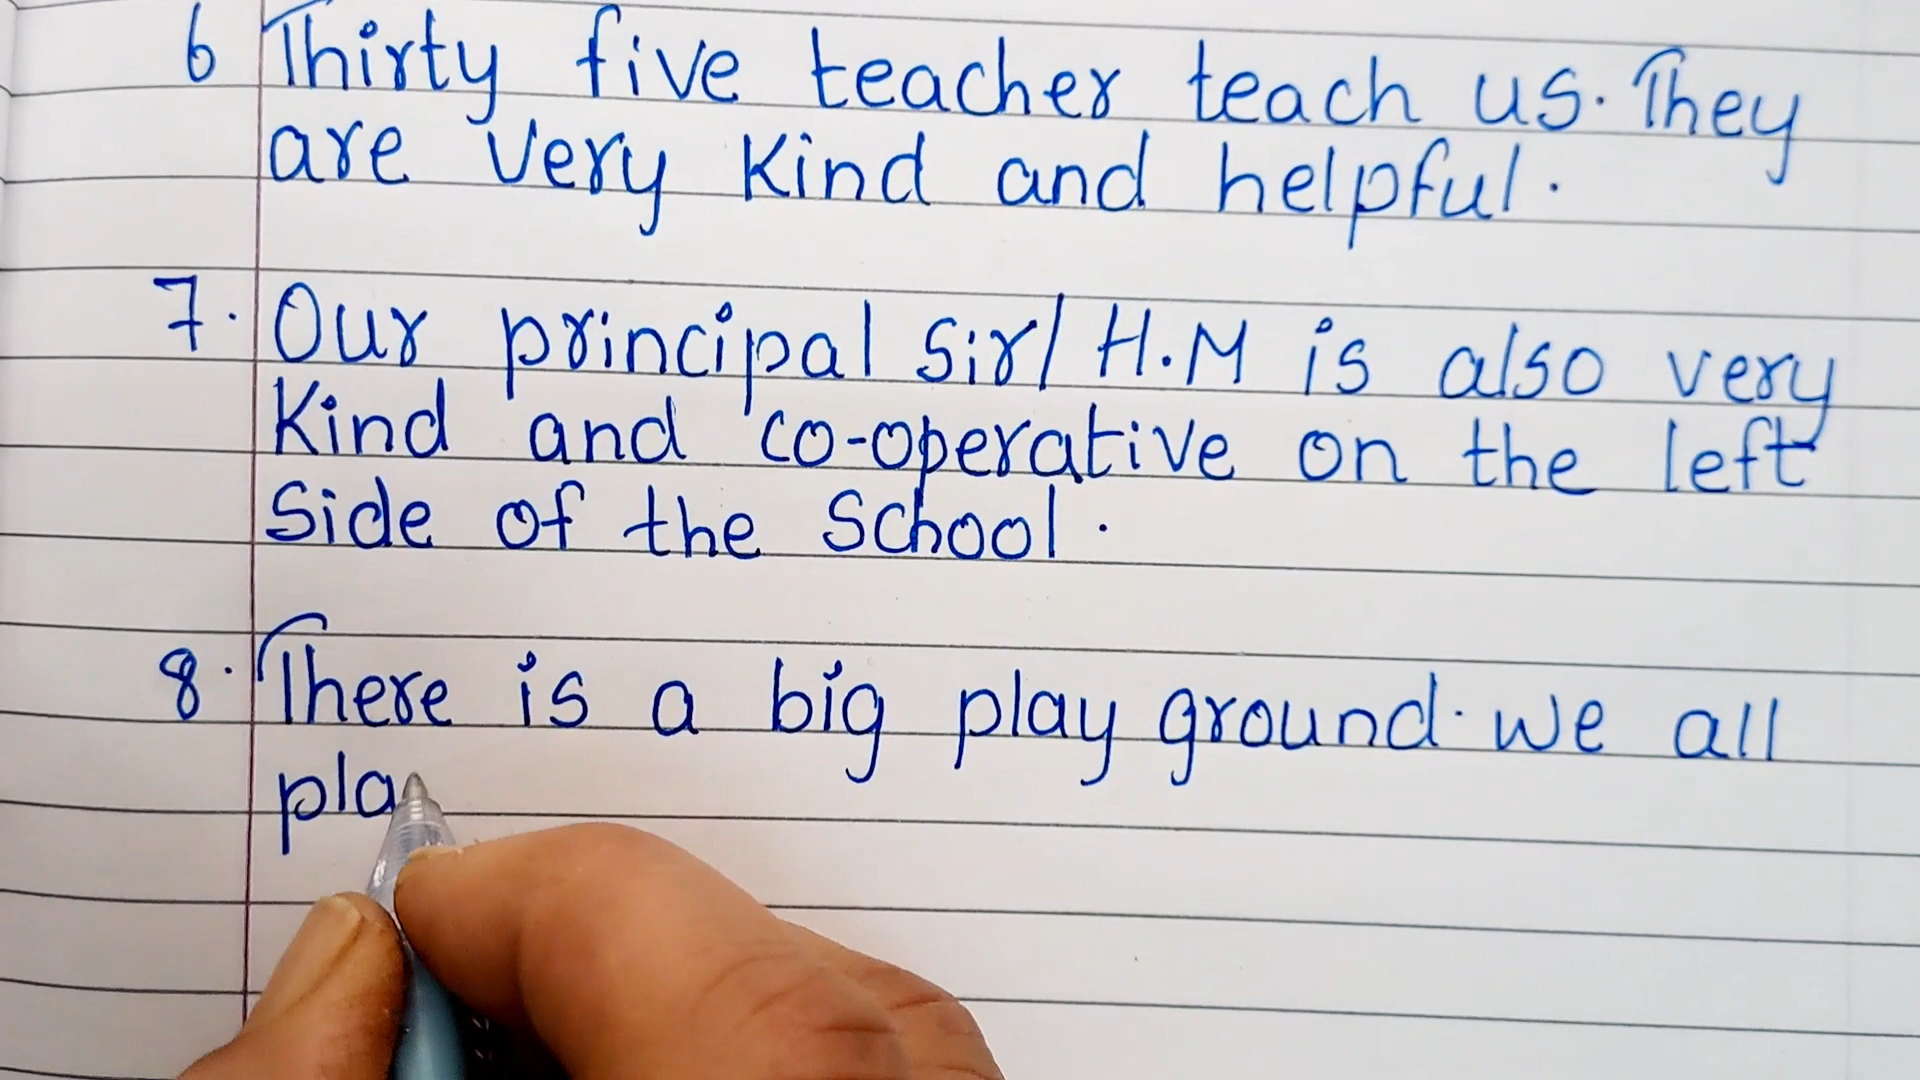 6 Thirty five teacher teach us. They
are very Kind and helpful.
7. Our principal Sir/ H.M is also very
Kind and co-operative on the left
Side of the School.
8. There is a big play ground. we all
pla